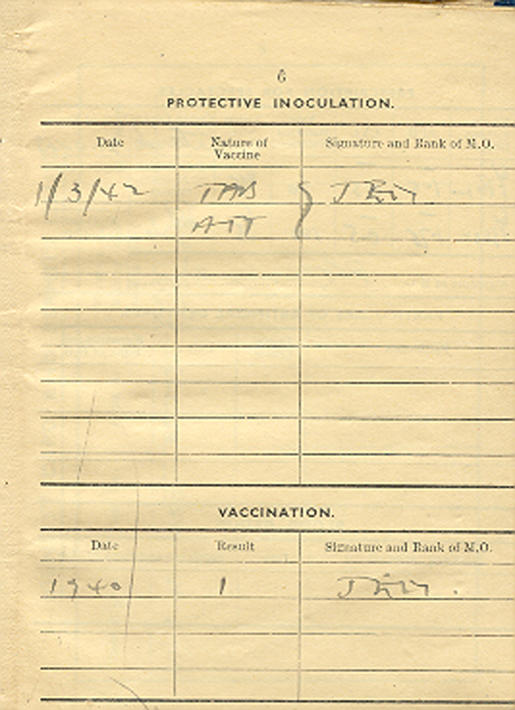 6
PROTECTIVE INOCULATION.
Date Nature of Vaccine Signature and Rank of M.O.
1/3/42 TAB
ATT
VACCINATION.
Date Result Signature and Rank of M.O.
1940 1